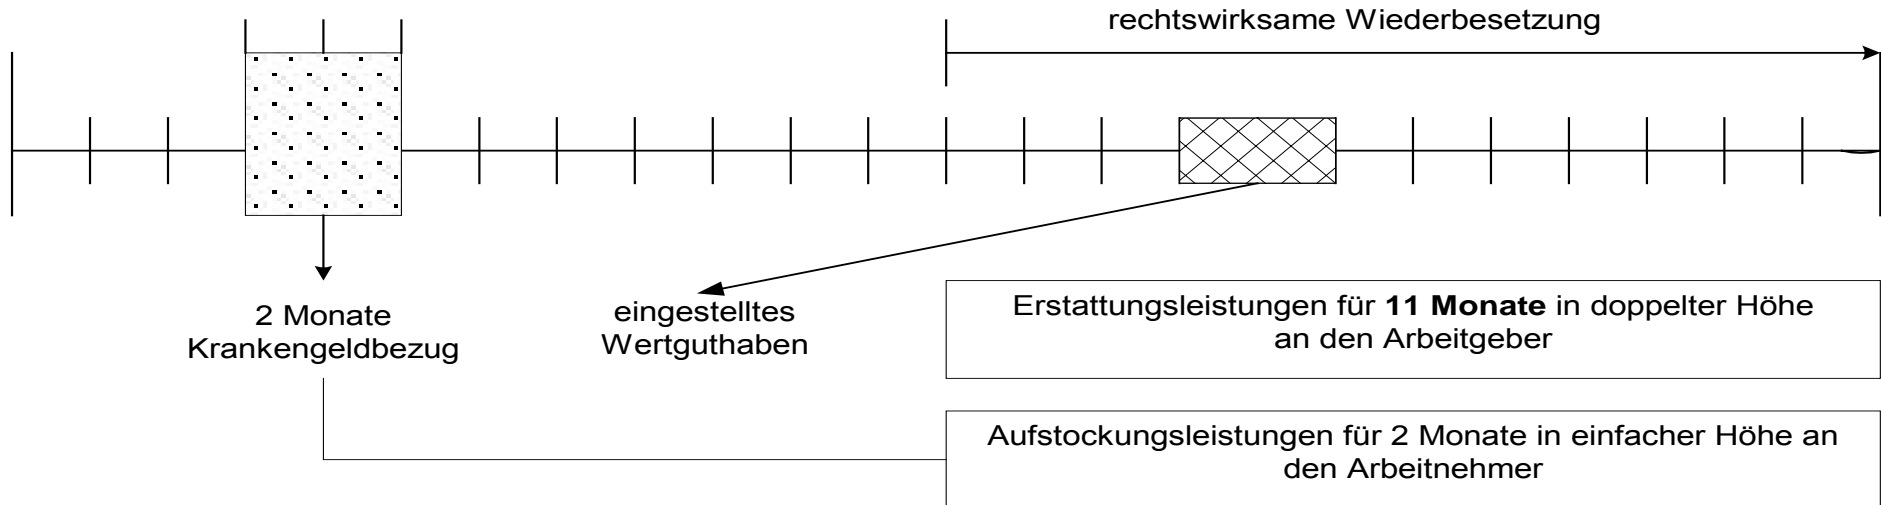 rechtswirksame Wiederbesetzung
2 Monate
Krankengeldbezug
eingestelltes
Wertguthaben
Erstattungsleistungen für 11 Monate in doppelter Höhe
an den Arbeitgeber
Aufstockungsleistungen für 2 Monate in einfacher Höhe an
den Arbeitnehmer